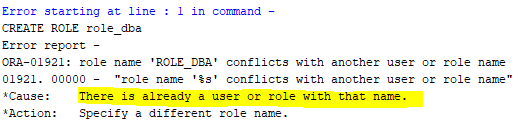 Error starting at line : 1 in command -
CREATE ROLE role_dba
Error report -
ORA-01921: role name 'ROLE_DBA' conflicts with another user or role name
01921. 00000 -  "role name '%s' conflicts with another user or role name"
*Cause:    There is already a user or role with that name.
*Action:   Specify a different role name.